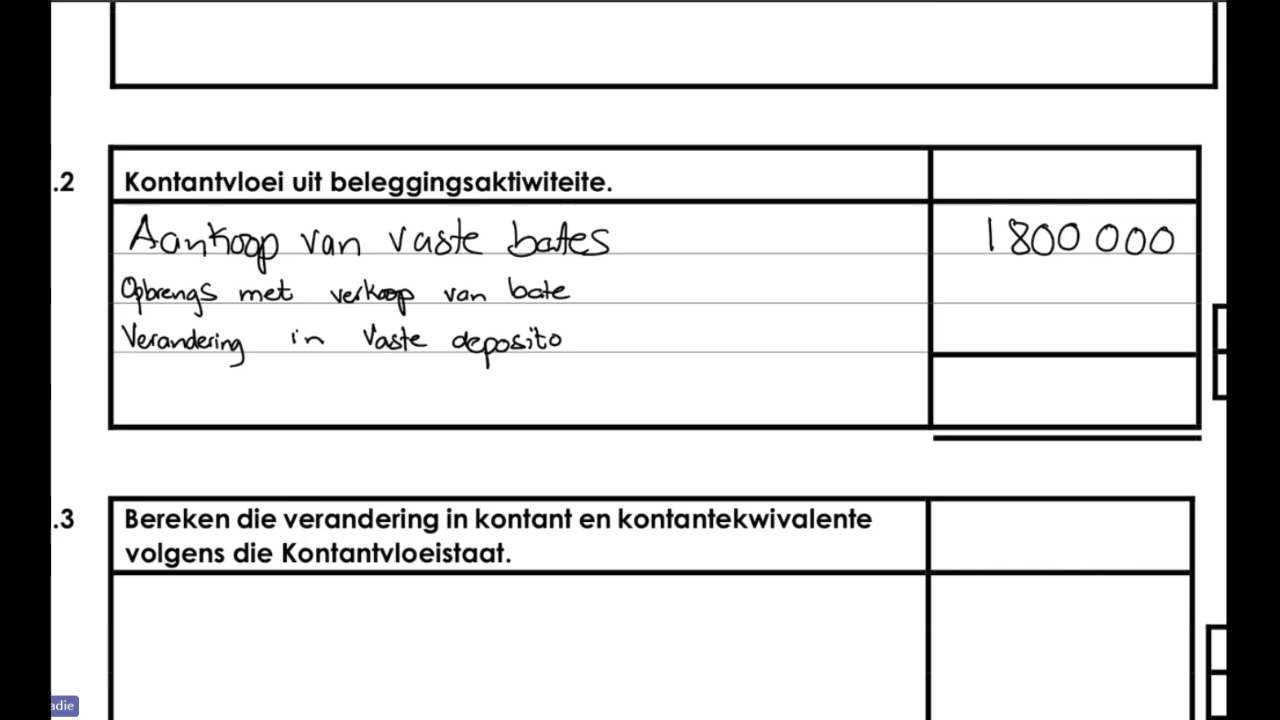 .2 Kontantvloei uit beleggingsaktiwiteite.
Aankoop van vaste bates 1 800 000
Opbrengs met verkoop van bate
Verandering in vaste deposito
.3 Bereken die verandering in kontant en kontantekwivalente
volgens die Kontantvloeistaat.
adie